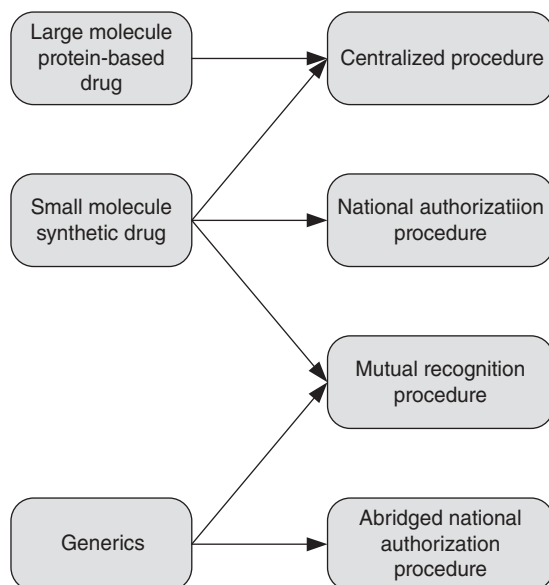 Large molecule
protein-based
drug
Centralized procedure
Small molecule
synthetic drug
National authorizatiion
procedure
Mutual recognition
procedure
Generics
Abridged national
authorization
procedure